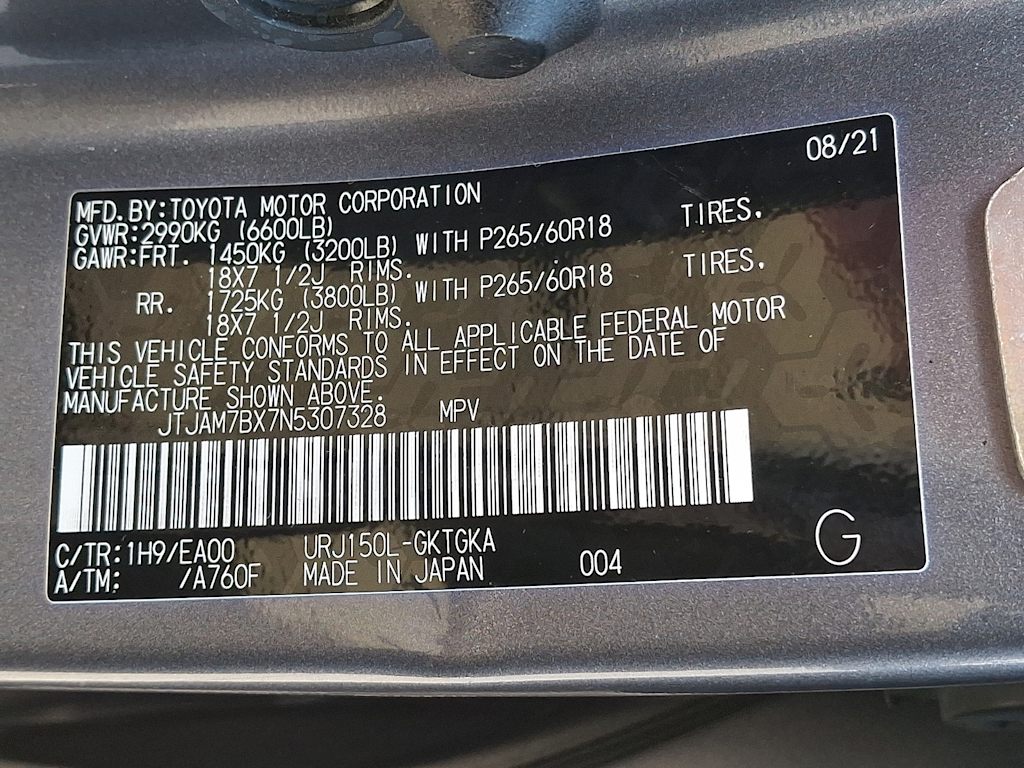 08/21
MFD.BY:TOYOTA MOTOR CORPORATION
GVWR:2990KG (6600LB)
GAWR:FRT. 1450KG (3200LB) WITH P265/60R18 TIRES,
18X7 1/2J RIMS.
RR. 1725KG (3800LB) WITH P265/60R18 TIRES,
18X7 1/2J RIMS.
THIS VEHICLE CONFORMS TO ALL APPLICABLE FEDERAL MOTOR
VEHICLE SAFETY STANDARDS IN EFFECT ON THE DATE OF
MANUFACTURE SHOWN ABOVE.
JTJAM7BX7N5307328 MPV
C/TR:1H9/EA00 URJ150L-GKTGKA
A/TM: /A760F MADE IN JAPAN 004
G